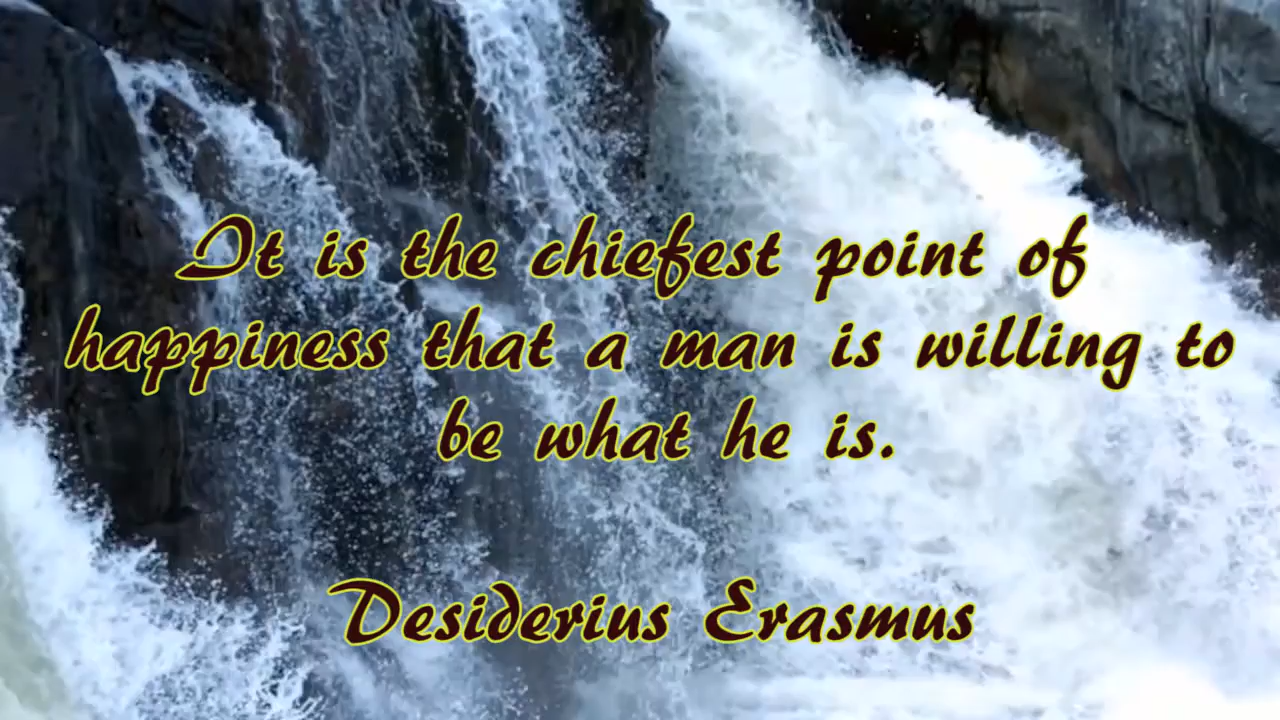 It is the chiefest point of
happiness that a man is willing to
be what he is.
Desiderius Erasmus